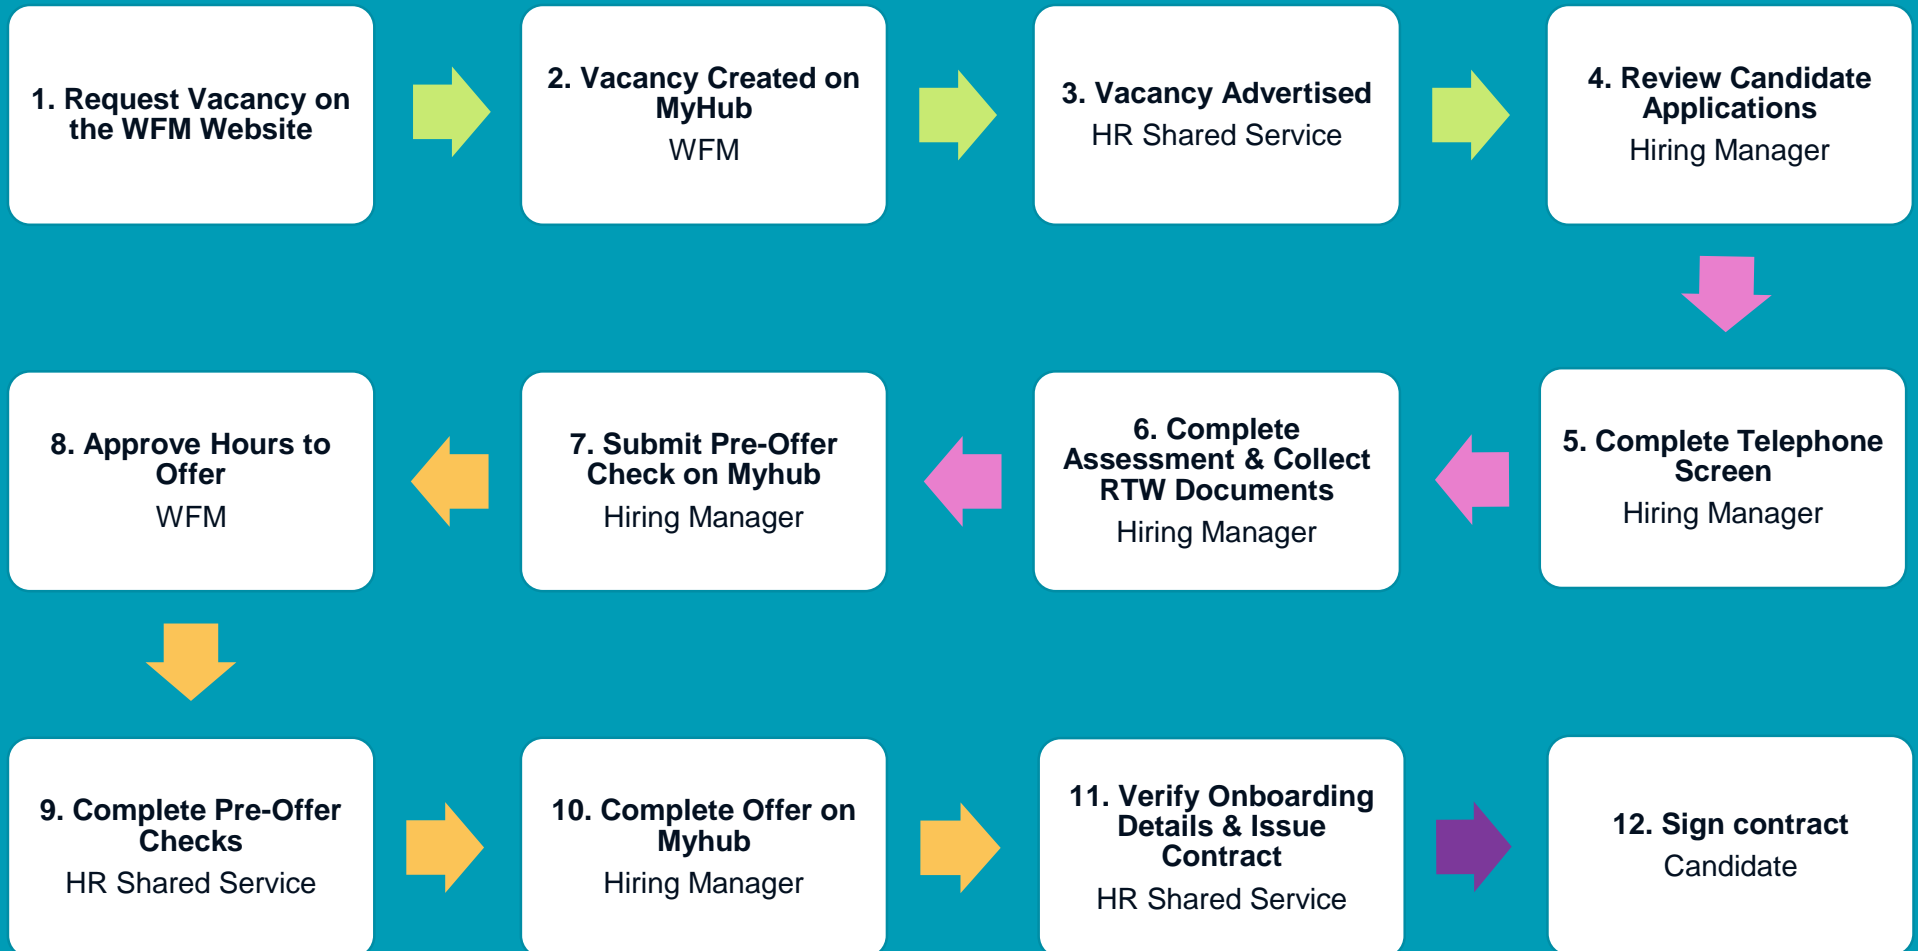 1. Request Vacancy on
the WFM Website
2. Vacancy Created on
MyHub
WFM
3. Vacancy Advertised
HR Shared Service
4. Review Candidate
Applications
Hiring Manager
5. Complete Telephone
Screen
Hiring Manager
6. Complete
Assessment & Collect
RTW Documents
Hiring Manager
7. Submit Pre-Offer
Check on Myhub
Hiring Manager
8. Approve Hours to
Offer
WFM
9. Complete Pre-Offer
Checks
HR Shared Service
10. Complete Offer on
Myhub
Hiring Manager
11. Verify Onboarding
Details & Issue
Contract
HR Shared Service
12. Sign contract
Candidate